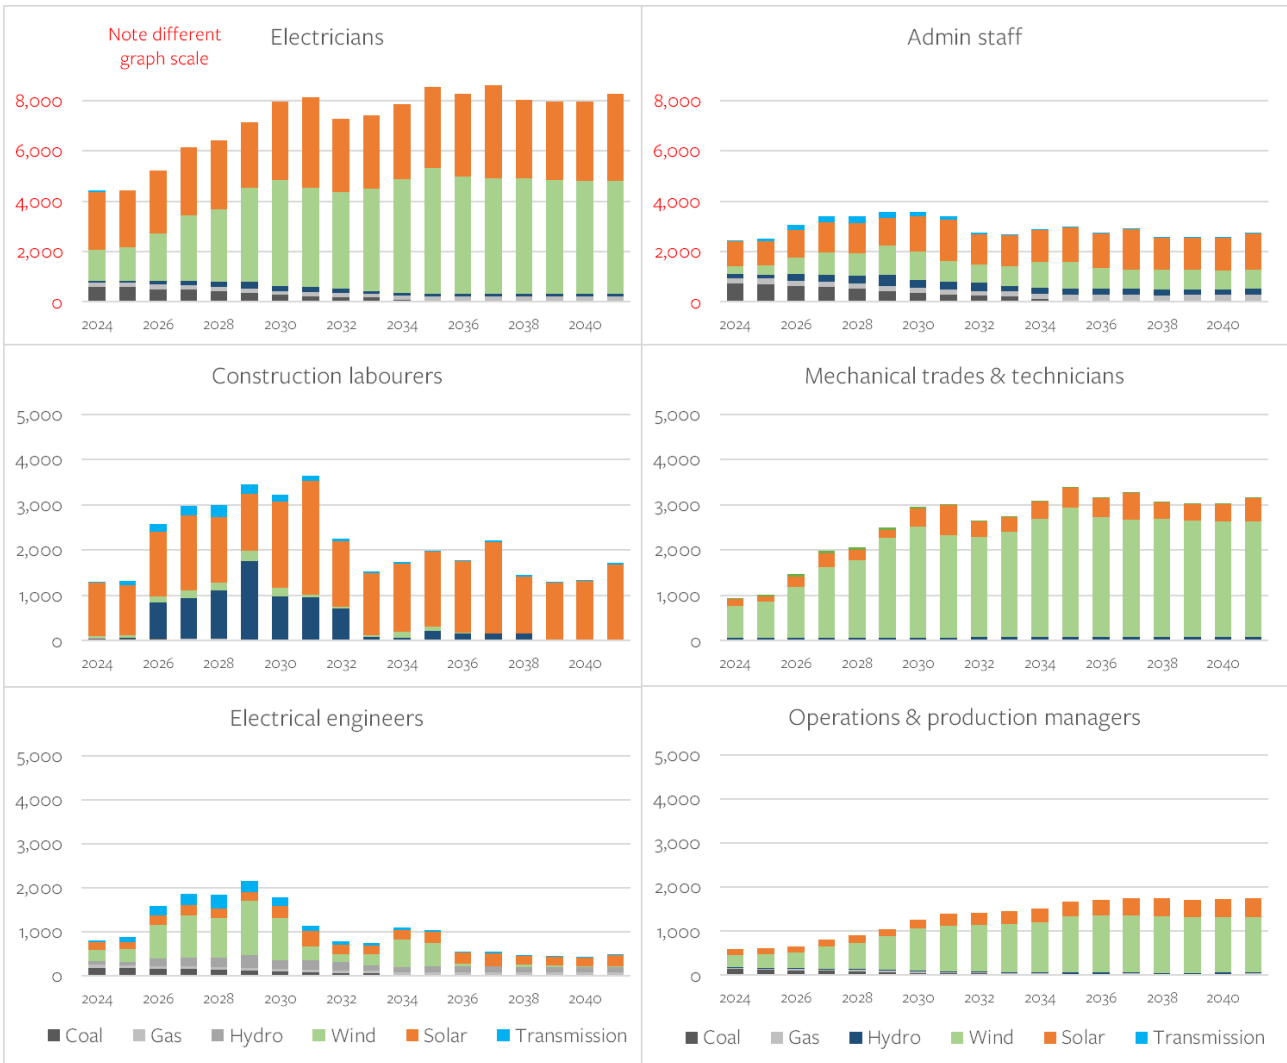 Note different
graph scale
Electricians
8,000
6,000
4,000
2,000
0
2024 2026 2028 2030 2032 2034 2036 2038 2040
Admin staff
8,000
6,000
4,000
2,000
0
2024 2026 2028 2030 2032 2034 2036 2038 2040
Construction labourers
5,000
4,000
3,000
2,000
1,000
0
2024 2026 2028 2030 2032 2034 2036 2038 2040
Mechanical trades & technicians
5,000
4,000
3,000
2,000
1,000
0
2024 2026 2028 2030 2032 2034 2036 2038 2040
Electrical engineers
5,000
4,000
3,000
2,000
1,000
0
2024 2026 2028 2030 2032 2034 2036 2038 2040
Coal Gas Hydro Wind Solar Transmission
Operations & production managers
5,000
4,000
3,000
2,000
1,000
0
2024 2026 2028 2030 2032 2034 2036 2038 2040
Coal Gas Hydro Wind Solar Transmission